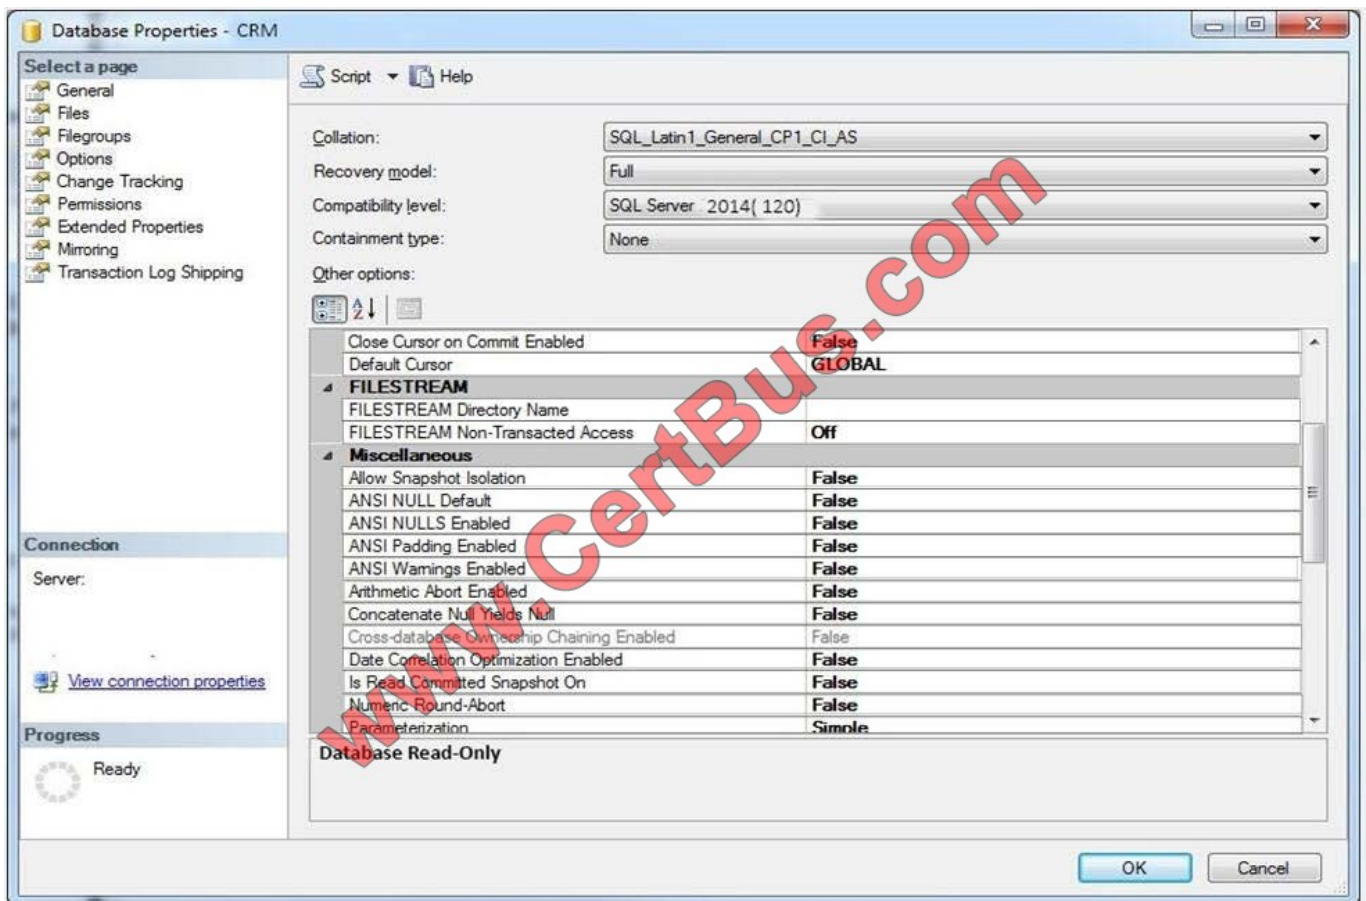 Database Properties - CRM
Select a page
General
Files
Filegroups
Options
Change Tracking
Permissions
Extended Properties
Mirroring
Transaction Log Shipping
Connection
Server:
View connection properties
Progress
Ready
Script
Help
Collation: SQL_Latin1_General_CP1_CI_AS
Recovery model: Full
Compatibility level: SQL Server 2014( 120)
Containment type: None
Other options:
Close Cursor on Commit Enabled False
Default Cursor GLOBAL
FILESTREAM
FILESTREAM Directory Name
FILESTREAM Non-Transacted Access Off
Miscellaneous
Allow Snapshot Isolation False
ANSI NULL Default False
ANSI NULLS Enabled False
ANSI Padding Enabled False
ANSI Warnings Enabled False
Arithmetic Abort Enabled False
Concatenate Null Yields Null False
Cross-database Ownership Chaining Enabled False
Date Correlation Optimization Enabled False
Is Read Committed Snapshot On False
Numeric Round-Abort False
Parameterization Simple
Database Read-Only
OK
Cancel
www.CertBus.com